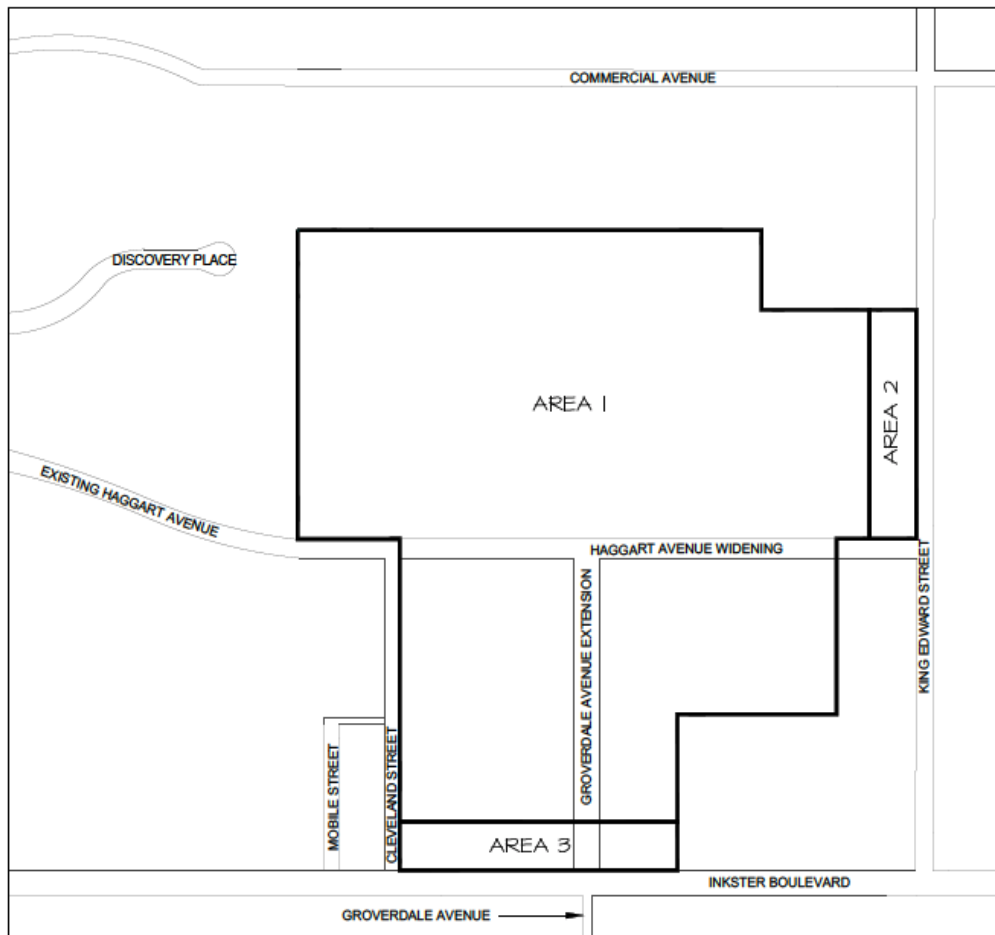 COMMERCIAL AVENUE
DISCOVERY PLACE
AREA 1
AREA 2
EXISTING HAGGART AVENUE
HAGGART AVENUE WIDENING
KING EDWARD STREET
GROVERDALE AVENUE EXTENSION
MOBILE STREET
CLEVELAND STREET
AREA 3
INKSTER BOULEVARD
GROVERDALE AVENUE